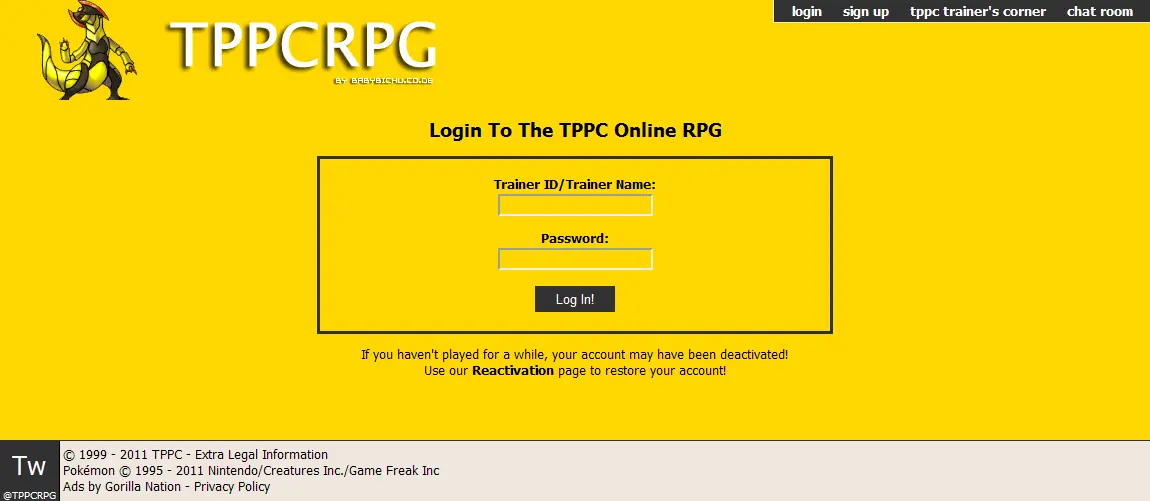 login sign up tppc trainer's corner chat room
TPPCRPG
BY BABYBICHU.CO.DE
Login To The TPPC Online RPG
Trainer ID/Trainer Name:
Password:
Log In!
If you haven't played for a while, your account may have been deactivated!
Use our Reactivation page to restore your account!
Tw
@TPPCRPG
© 1999 - 2011 TPPC - Extra Legal Information
Pokémon © 1995 - 2011 Nintendo/Creatures Inc./Game Freak Inc
Ads by Gorilla Nation - Privacy Policy